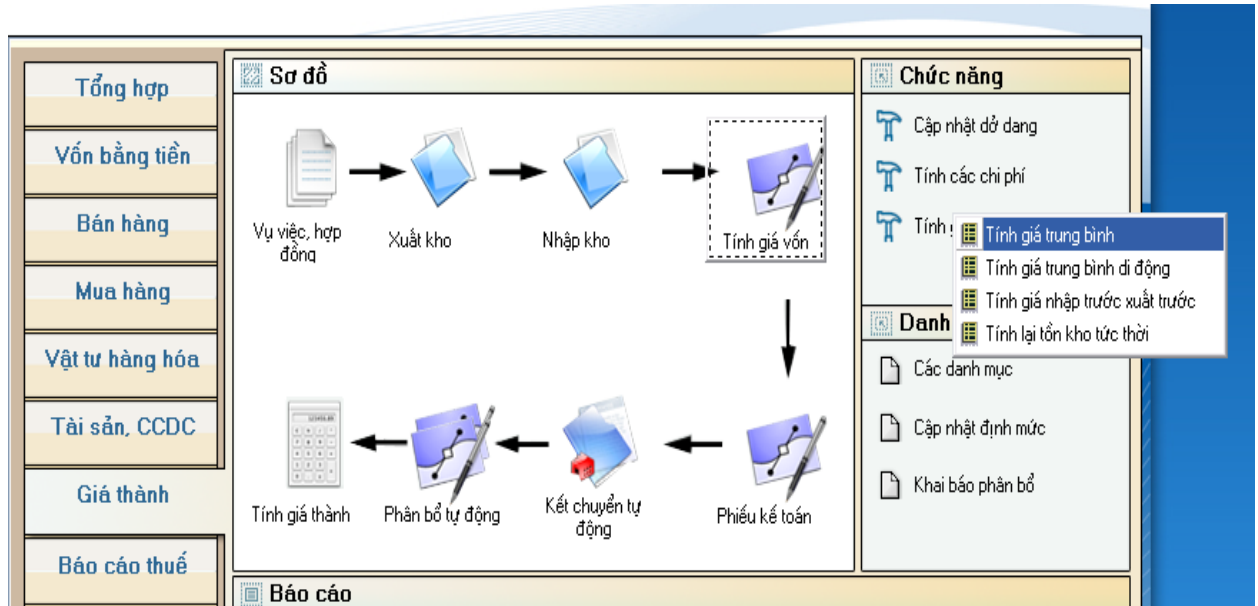 Tổng hợp
Vốn bằng tiền
Bán hàng
Mua hàng
Vật tư hàng hóa
Tài sản, CCDC
Giá thành
Báo cáo thuế
Sơ đồ
Vụ việc, hợp
đồng
Xuất kho
Nhập kho
Tính giá vốn
Tính giá thành
Phân bổ tự động
Kết chuyển tự
động
Phiếu kế toán
Báo cáo
Chức năng
Cập nhật dở dang
Tính các chi phí
Tính
Tính giá trung bình
Tính giá trung bình di động
Tính giá nhập trước xuất trước
Tính lại tồn kho tức thời
Danh
Các danh mục
Cập nhật định mức
Khai báo phân bổ